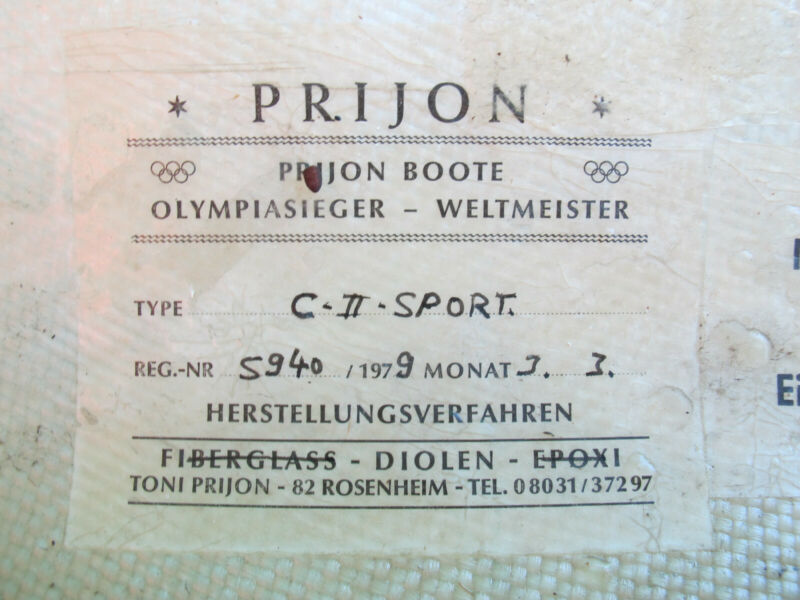 * PRIJON *
PRIJON BOOTE
OLYMPIASIEGER – WELTMEISTER
TYPE C-II-SPORT.
REG.-NR 5940 / 1979 MONAT 3. 3.
HERSTELLUNGSVERFAHREN
FIBERGLASS - DIOLEN - EPOXI
TONI PRIJON - 82 ROSENHEIM - TEL. 08031/37297
Ei